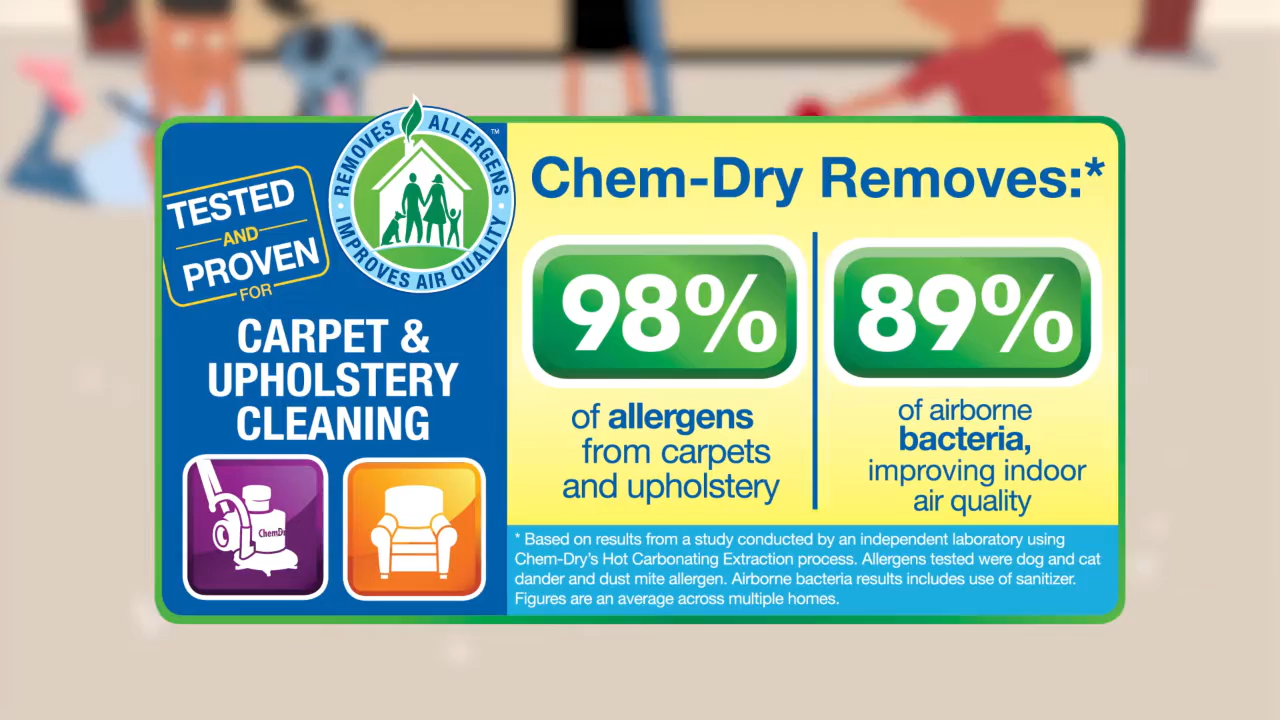 TESTED
AND
PROVEN
FOR
REMOVES ALLERGENS ™
IMPROVES AIR QUALITY
CARPET &
UPHOLSTERY
CLEANING
Chem-Dry Removes:*
98%
of allergens
from carpets
and upholstery
89%
of airborne
bacteria,
improving indoor
air quality
* Based on results from a study conducted by an independent laboratory using
Chem-Dry's Hot Carbonating Extraction process. Allergens tested were dog and cat
dander and dust mite allergen. Airborne bacteria results includes use of sanitizer.
Figures are an average across multiple homes.